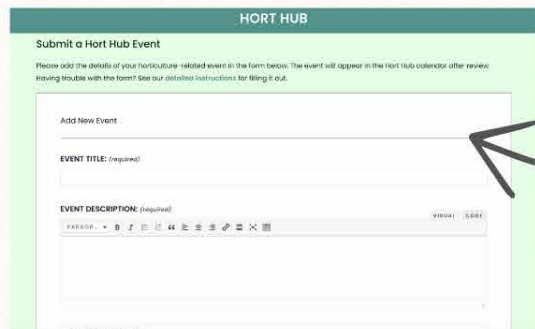 HORT HUB
Submit a Hort Hub Event
Please add the details of your horticulture-related event in the form below. The event will appear in the Hort Hub calendar after review.
Having trouble with the form? See our detailed instructions for filling it out.
Add New Event
EVENT TITLE: (required)
EVENT DESCRIPTION: (required)
VISUAL CODE
PARAGR... B I